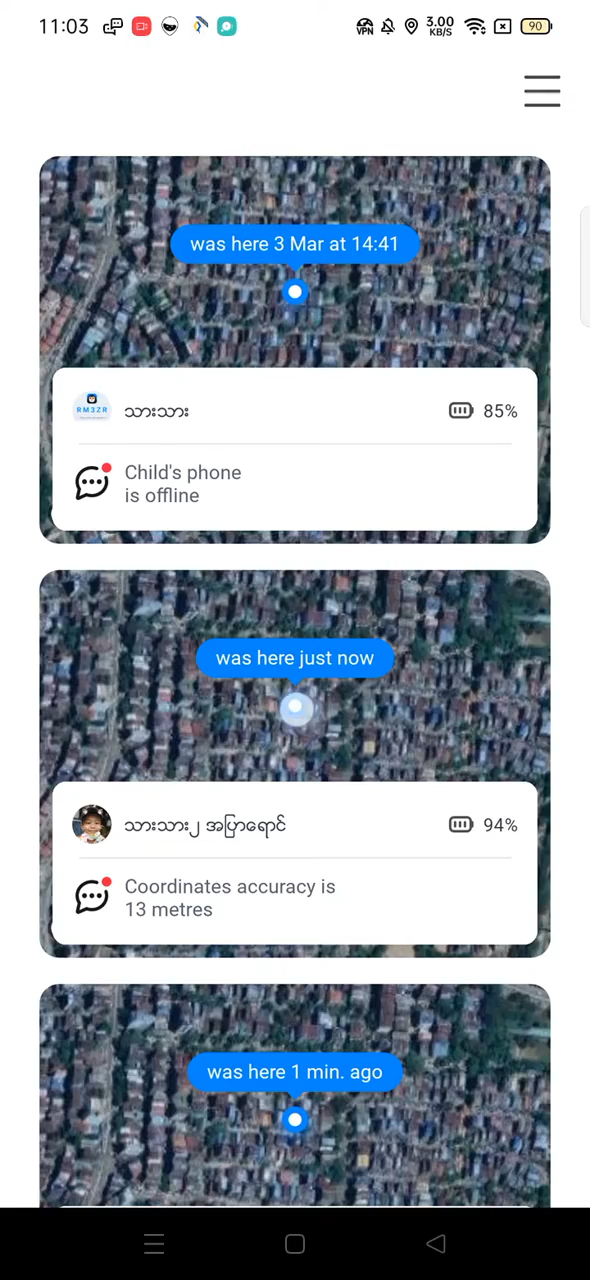 11:03
VPN
3.00
KB/S
90
was here 3 Mar at 14:41
RM3ZR
သားသား
85%
Child's phone
is offline
was here just now
သားသား၂ အပြာရောင်
94%
Coordinates accuracy is
13 metres
was here 1 min. ago